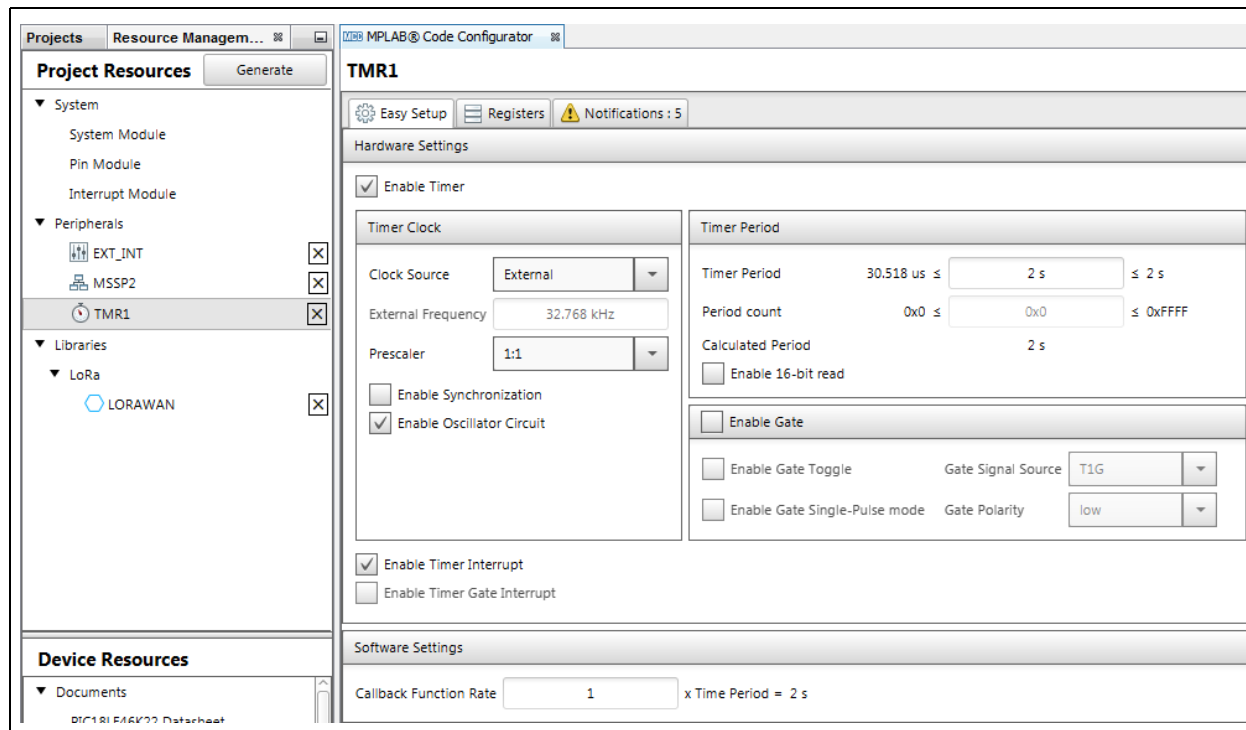 Projects Resource Managem...
MPLAB® Code Configurator
Project Resources Generate
System
System Module
Pin Module
Interrupt Module
Peripherals
EXT_INT
MSSP2
TMR1
Libraries
LoRa
LORAWAN
Device Resources
Documents
PIC18LF46K22 Datasheet
TMR1
Easy Setup Registers Notifications : 5
Hardware Settings
Enable Timer
Timer Clock
Clock Source External
External Frequency 32.768 kHz
Prescaler 1:1
Enable Synchronization
Enable Oscillator Circuit
Timer Period
Timer Period 30.518 us ≤ 2 s ≤ 2 s
Period count 0x0 ≤ 0x0 ≤ 0xFFFF
Calculated Period 2 s
Enable 16-bit read
Enable Gate
Enable Gate Toggle Gate Signal Source T1G
Enable Gate Single-Pulse mode Gate Polarity low
Enable Timer Interrupt
Enable Timer Gate Interrupt
Software Settings
Callback Function Rate 1 x Time Period = 2 s